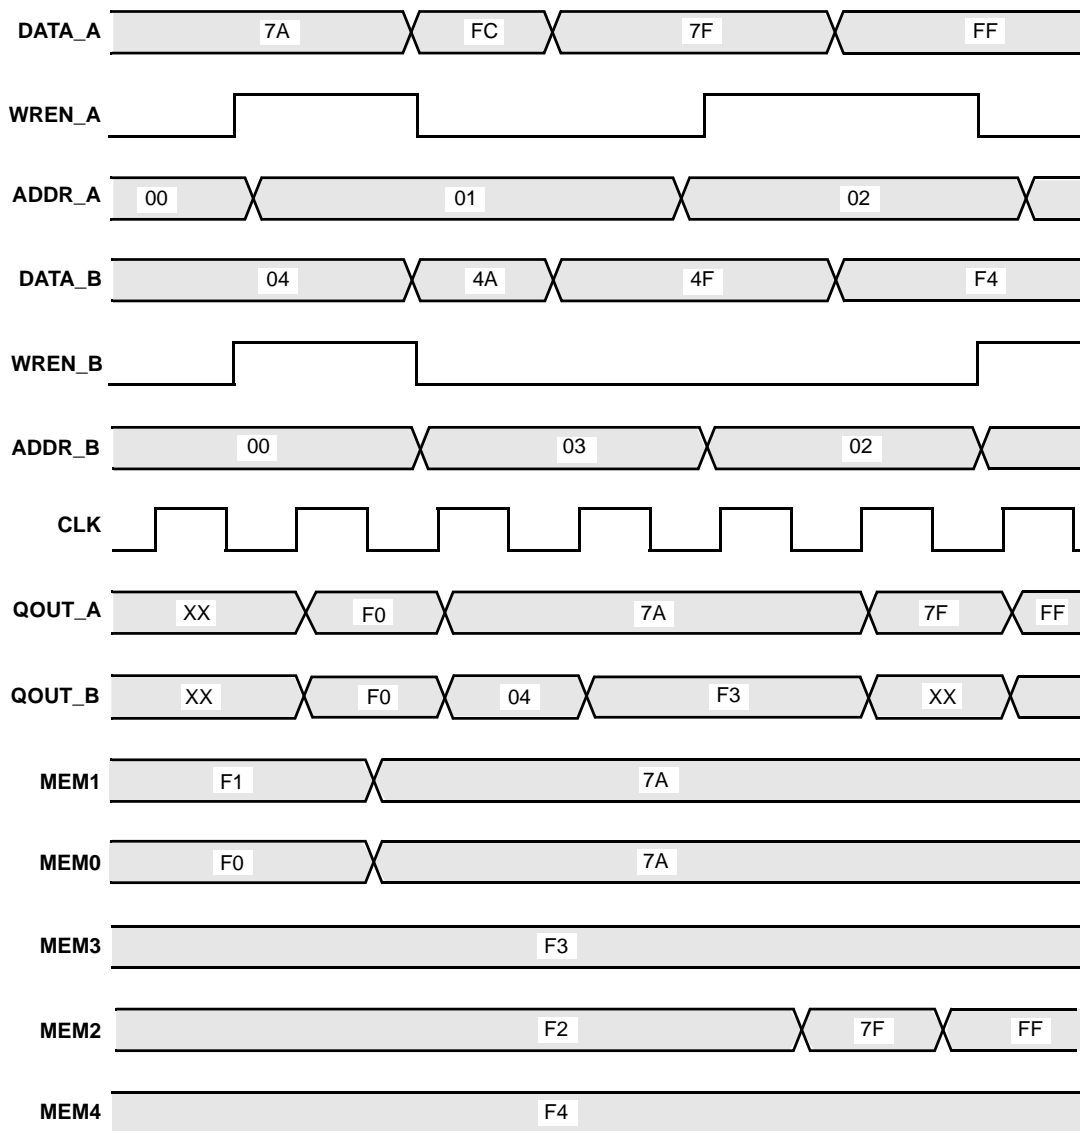 DATA_A 7A FC 7F FF
WREN_A
ADDR_A 00 01 02
DATA_B 04 4A 4F F4
WREN_B
ADDR_B 00 03 02
CLK
QOUT_A XX F0 7A 7F FF
QOUT_B XX F0 04 F3 XX
MEM1 F1 7A
MEM0 F0 7A
MEM3 F3
MEM2 F2 7F FF
MEM4 F4